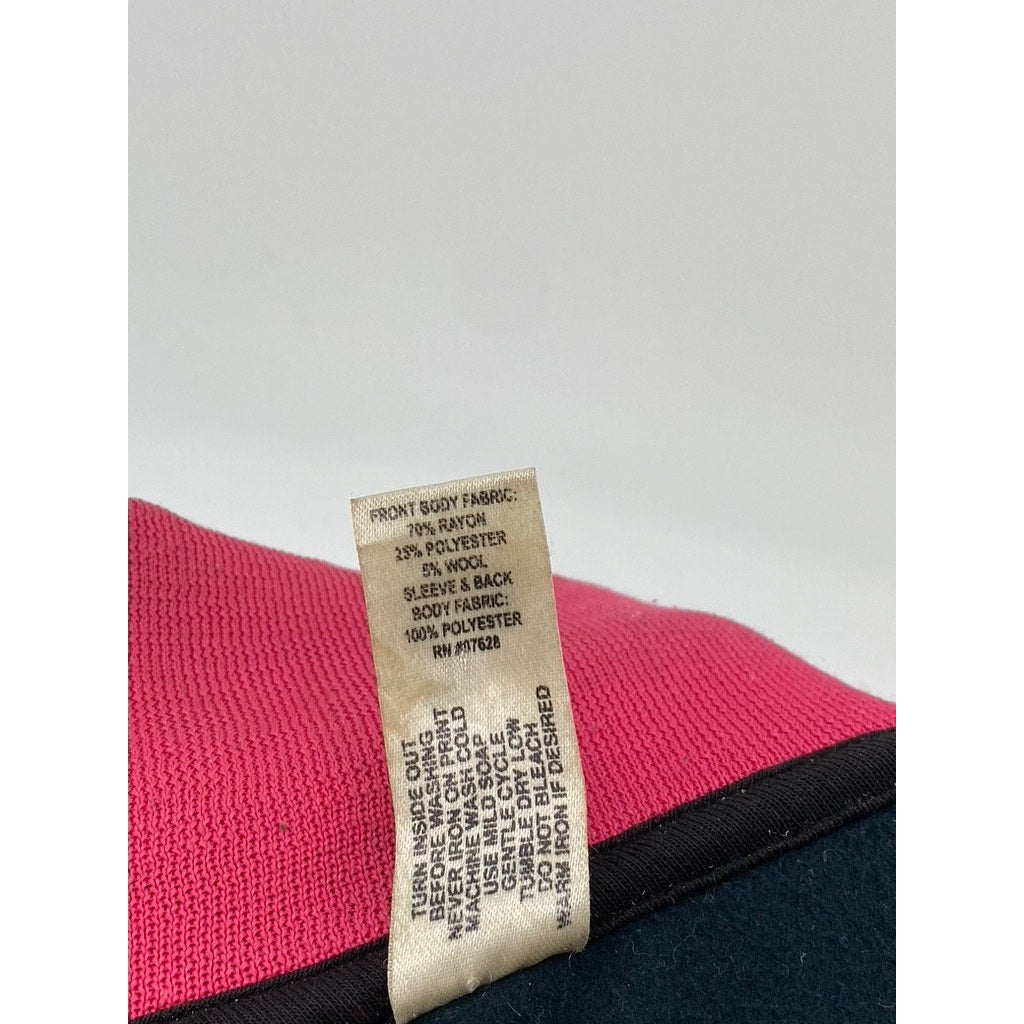 FRONT BODY FABRIC:
70% RAYON
25% POLYESTER
5% WOOL
SLEEVE & BACK
BODY FABRIC:
100% POLYESTER
RN
TURN INSIDE OUT
BEFORE WASHING
NEVER IRON ON PRINT
MACHINE WASH COLD
USE MILD SOAP
GENTLE CYCLE
TUMBLE DRY LOW
DO NOT BLEACH
WARM IRON IF DESIRED